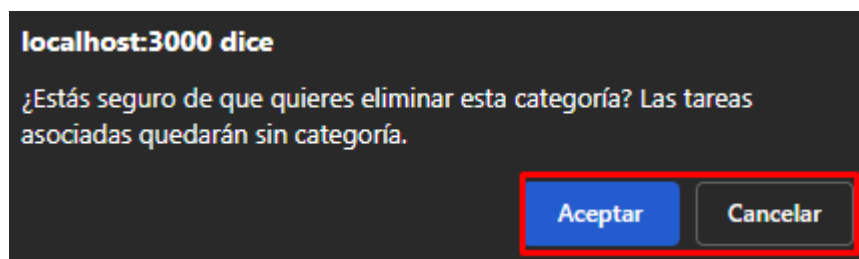 localhost:3000 dice
¿Estás seguro de que quieres eliminar esta categoría? Las tareas
asociadas quedarán sin categoría.
Aceptar Cancelar